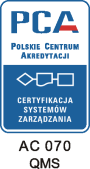 PCA
POLSKIE CENTRUM
AKREDYTACJI
CERTYFIKACJA
SYSTEMÓW
ZARZĄDZANIA
AC 070
QMS